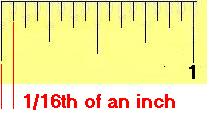 1
1/16th of an inch